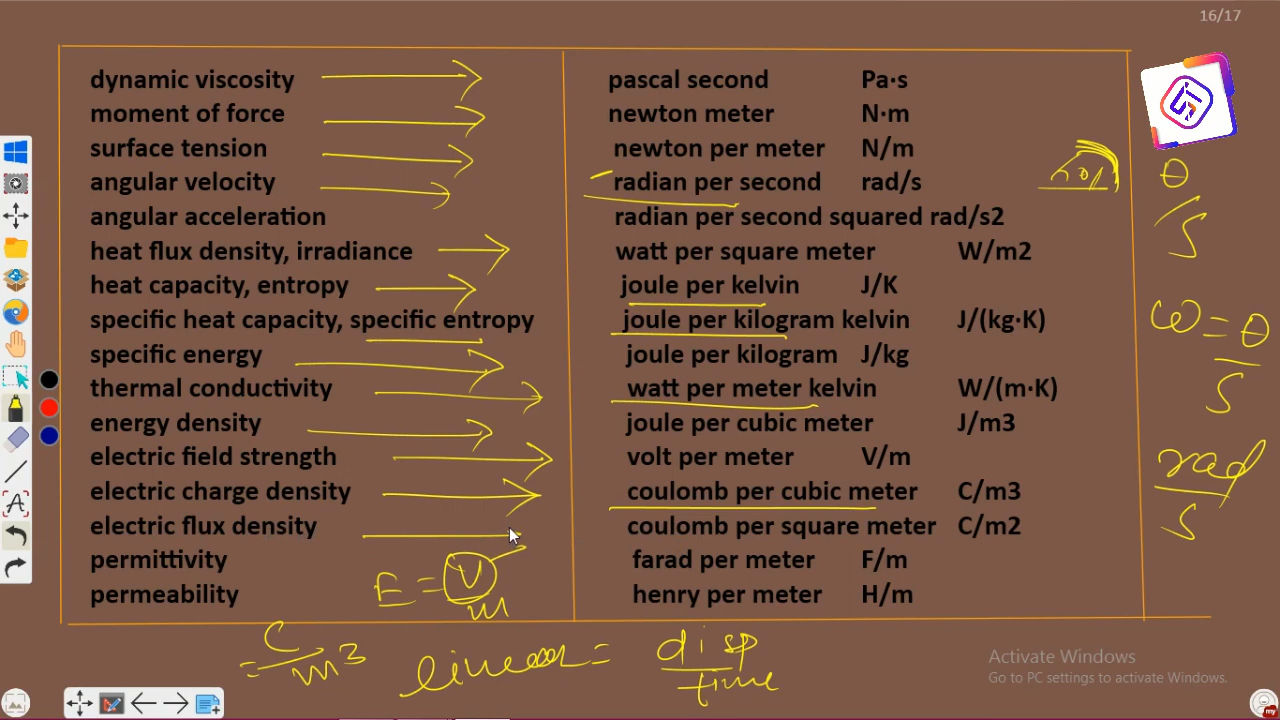 16/17
dynamic viscosity pascal second Pa·s
moment of force newton meter N·m
surface tension newton per meter N/m
angular velocity radian per second rad/s
angular acceleration radian per second squared rad/s2
heat flux density, irradiance watt per square meter W/m2
heat capacity, entropy joule per kelvin J/K
specific heat capacity, specific entropy joule per kilogram kelvin J/(kg·K)
specific energy joule per kilogram J/kg
thermal conductivity watt per meter kelvin W/(m·K)
energy density joule per cubic meter J/m3
electric field strength volt per meter V/m
electric charge density coulomb per cubic meter C/m3
electric flux density coulomb per square meter C/m2
permittivity farad per meter F/m
permeability henry per meter H/m
θ
/
S
ω = θ
S
rad
S
E = V
m
= C
m3
linear = disp
time
Activate Windows
Go to PC settings to activate Windows.